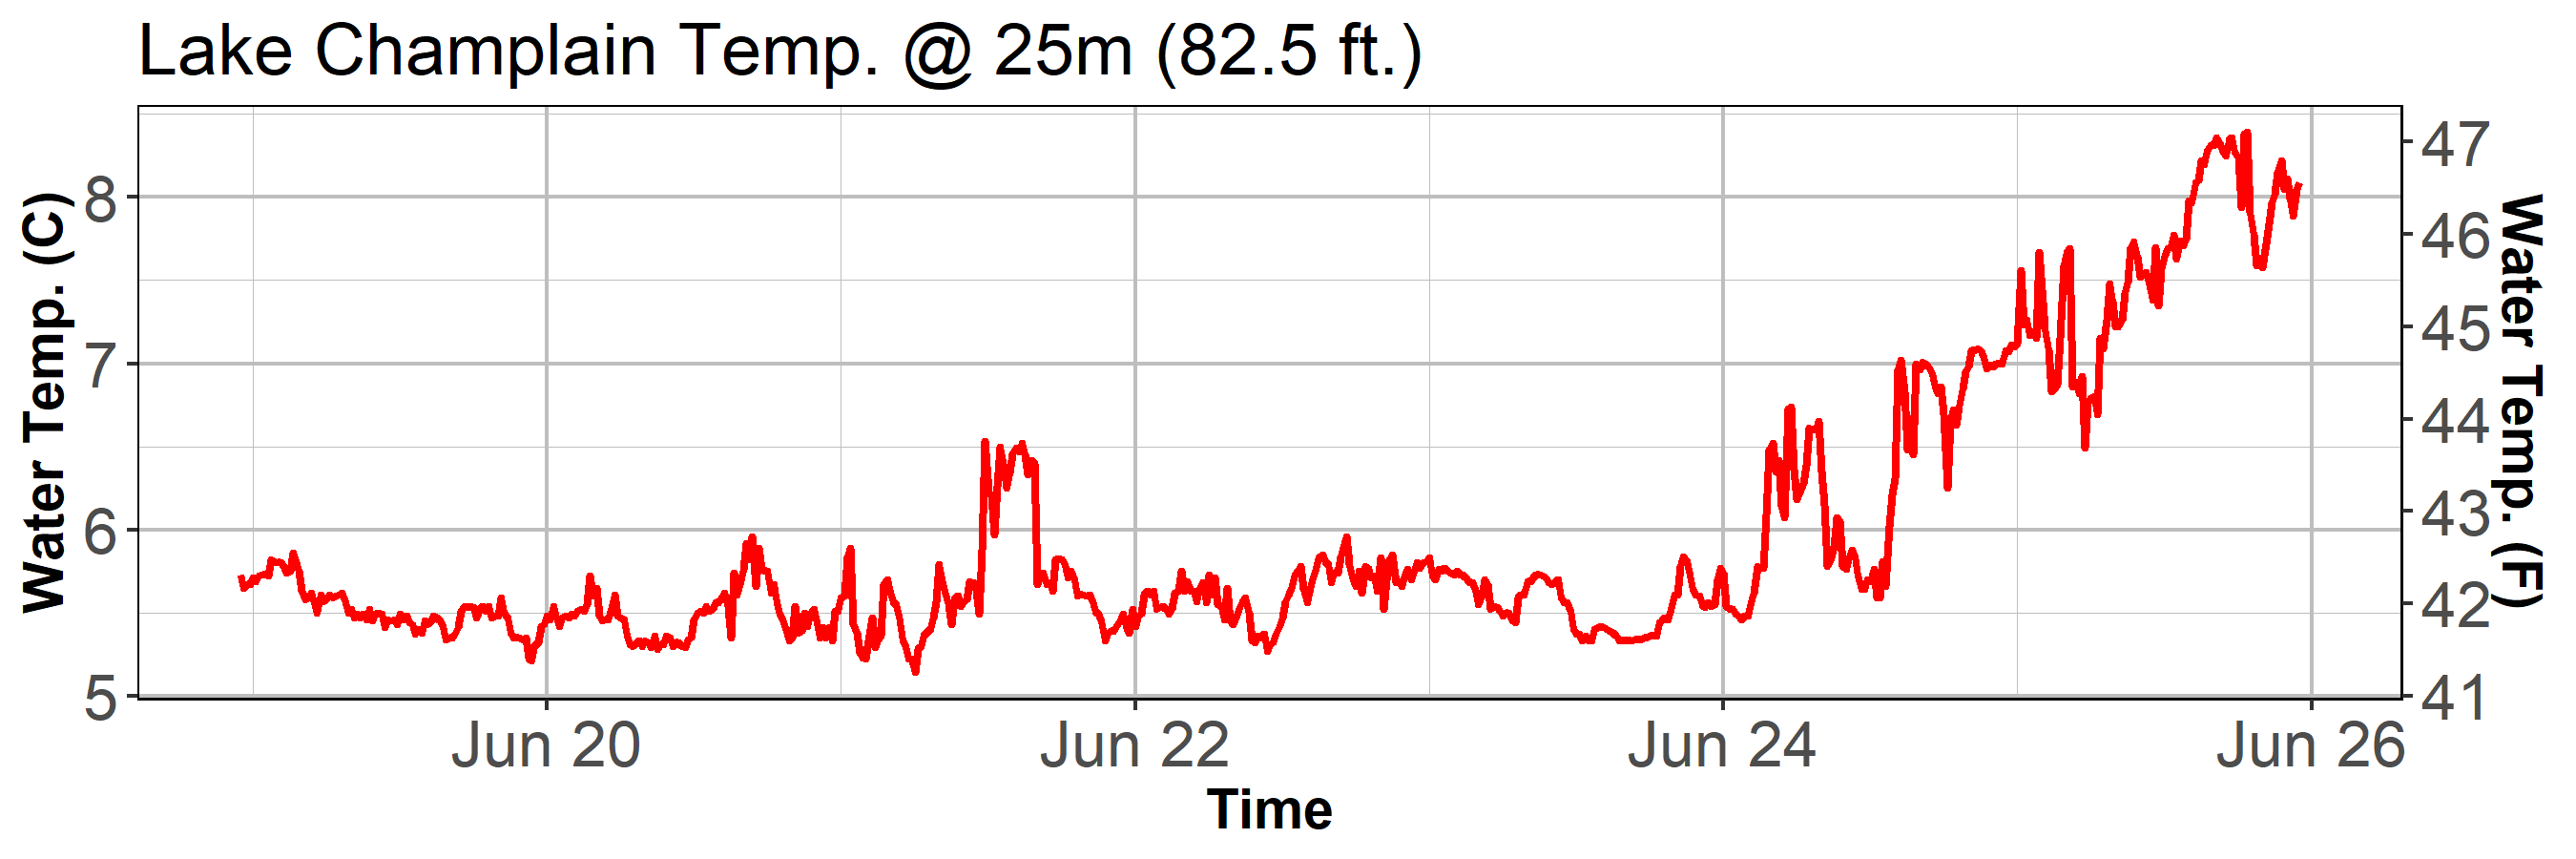 Lake Champlain Temp. @ 25m (82.5 ft.)
Water Temp. (C)
8
7
6
5
47
46
45
44
43
42
41
Water Temp. (F)
Jun 20 Jun 22 Jun 24 Jun 26
Time